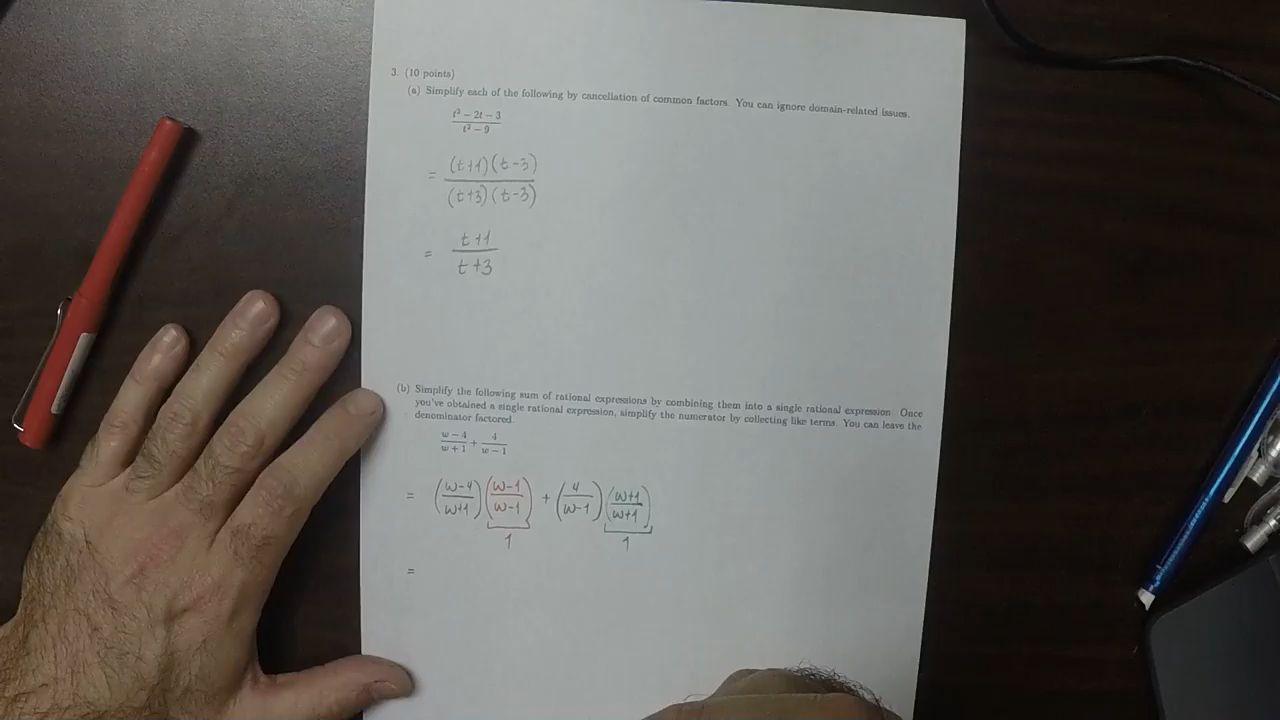 3. (10 points)
(a) Simplify each of the following by cancellation of common factors. You can ignore domain-related issues.
t² − 2t − 3
t² − 9
= (t+1)(t-3)
(t+3)(t-3)
= t+1
t+3
(b) Simplify the following sum of rational expressions by combining them into a single rational expression. Once
you've obtained a single rational expression, simplify the numerator by collecting like terms. You can leave the
denominator factored.
w − 4 / w + 1 + 4 / w − 1
= (w-4 / w+1) (w-1 / w-1) + (4 / w-1) (w+1 / w+1)
1 1
=